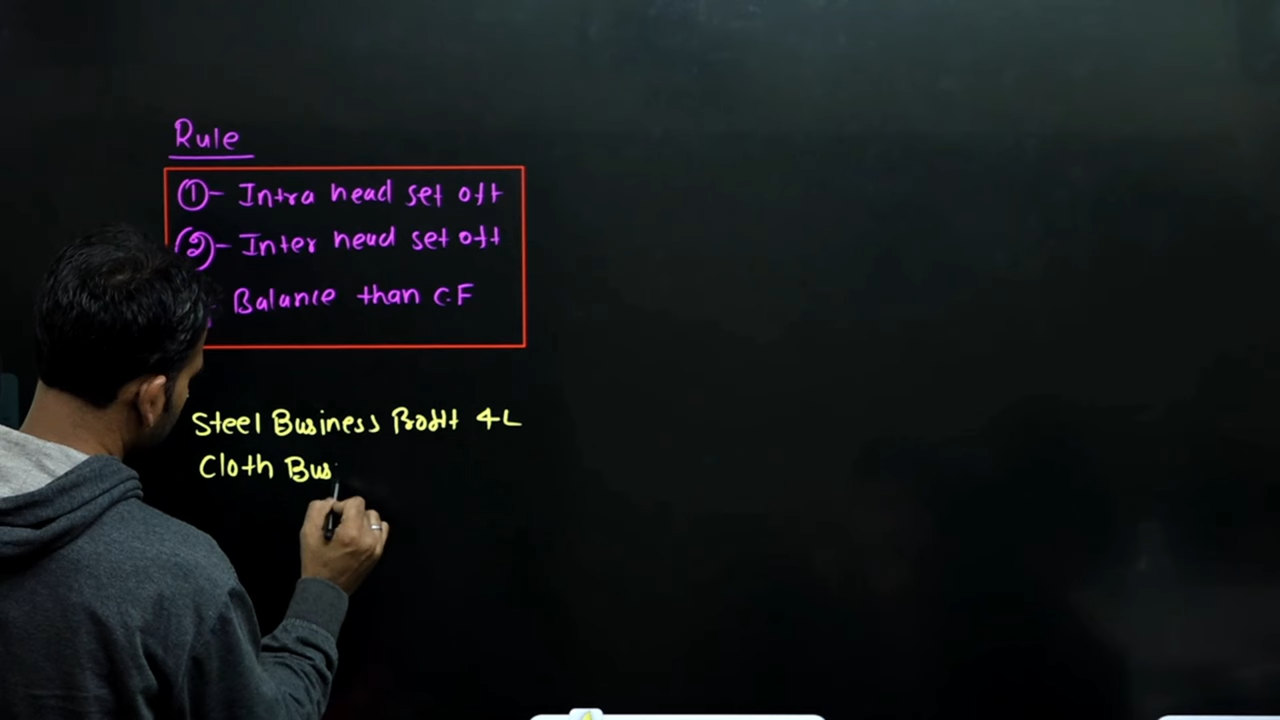 Rule
①- Intra head set off
②- Inter head set off
- Balance than C.F
Steel Business Profit 4L
Cloth Bus